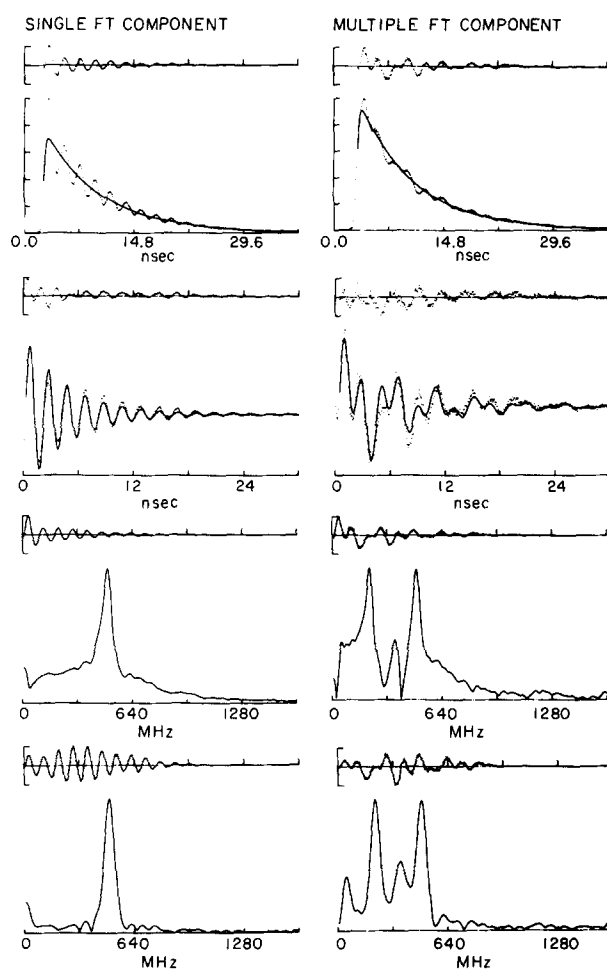 SINGLE FT COMPONENT
MULTIPLE FT COMPONENT
0.0 14.8 29.6
nsec
0.0 14.8 29.6
nsec
0 12 24
nsec
0 12 24
nsec
0 640 1280
MHz
0 640 1280
MHz
0 640 1280
MHz
0 640 1280
MHz